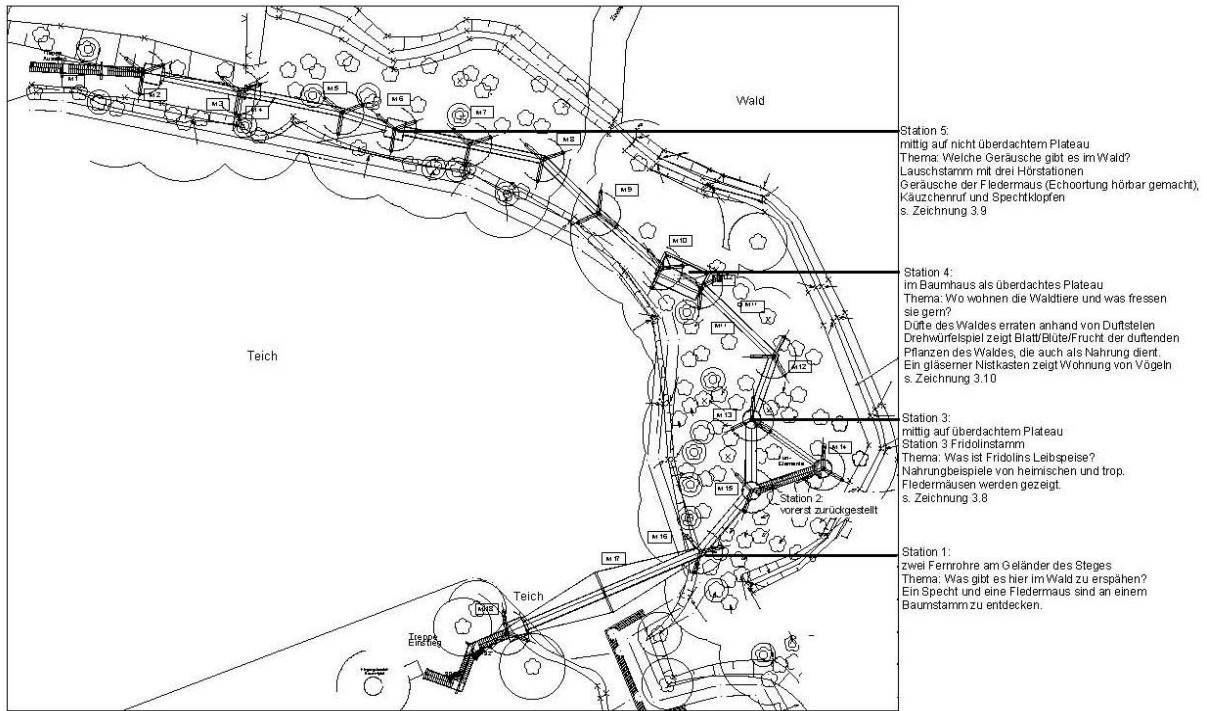 Wald
Station 5:
mittig auf nicht überdachtem Plateau
Thema: Welche Geräusche gibt es im Wald?
Lauschstamm mit drei Hörstationen
Geräusche der Fledermaus (Echoortung hörbar gemacht),
Käuzchenruf und Spechtklopfen
s. Zeichnung 3.9
Station 4:
im Baumhaus als überdachtes Plateau
Thema: Wo wohnen die Waldtiere und was fressen
sie gern?
Düfte des Waldes erraten anhand von Duftstelen
Drehwürfelspiel zeigt Blatt/Blüte/Frucht der duftenden
Pflanzen des Waldes, die auch als Nahrung dient.
Ein gläserner Nistkasten zeigt Wohnung von Vögeln
s. Zeichnung 3.10
Station 3:
mittig auf überdachtem Plateau
Station 3 Fridolinstamm
Thema: Was ist Fridolins Leibspeise?
Nahrungbeispiele von heimischen und trop.
Fledermäusen werden gezeigt.
s. Zeichnung 3.8
Station 2:
vorerst zurückgestellt
Station 1:
zwei Fernrohre am Geländer des Steges
Thema: Was gibt es hier im Wald zu erspähen?
Ein Specht und eine Fledermaus sind an einem
Baumstamm zu entdecken.
Teich
Teich
Treppe
Einstieg
M 1
M 2
M 3
M 4
M 5
M 6
M 7
M 8
M 9
M 10
M 11
M 11
M 12
M 13
M 14
M 15
M 16
M 17
M 18